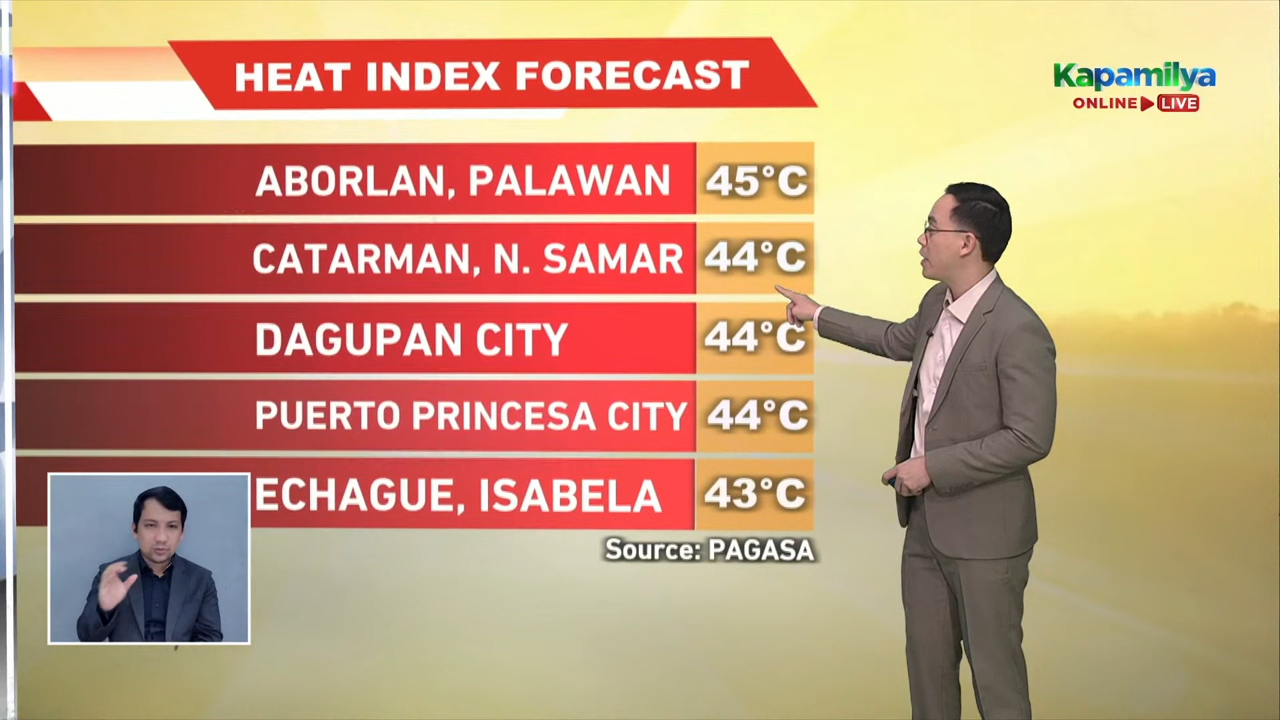 HEAT INDEX FORECAST
Kapamilya
ONLINE LIVE
ABORLAN, PALAWAN 45°C
CATARMAN, N. SAMAR 44°C
DAGUPAN CITY 44°C
PUERTO PRINCESA CITY 44°C
ECHAGUE, ISABELA 43°C
Source: PAGASA